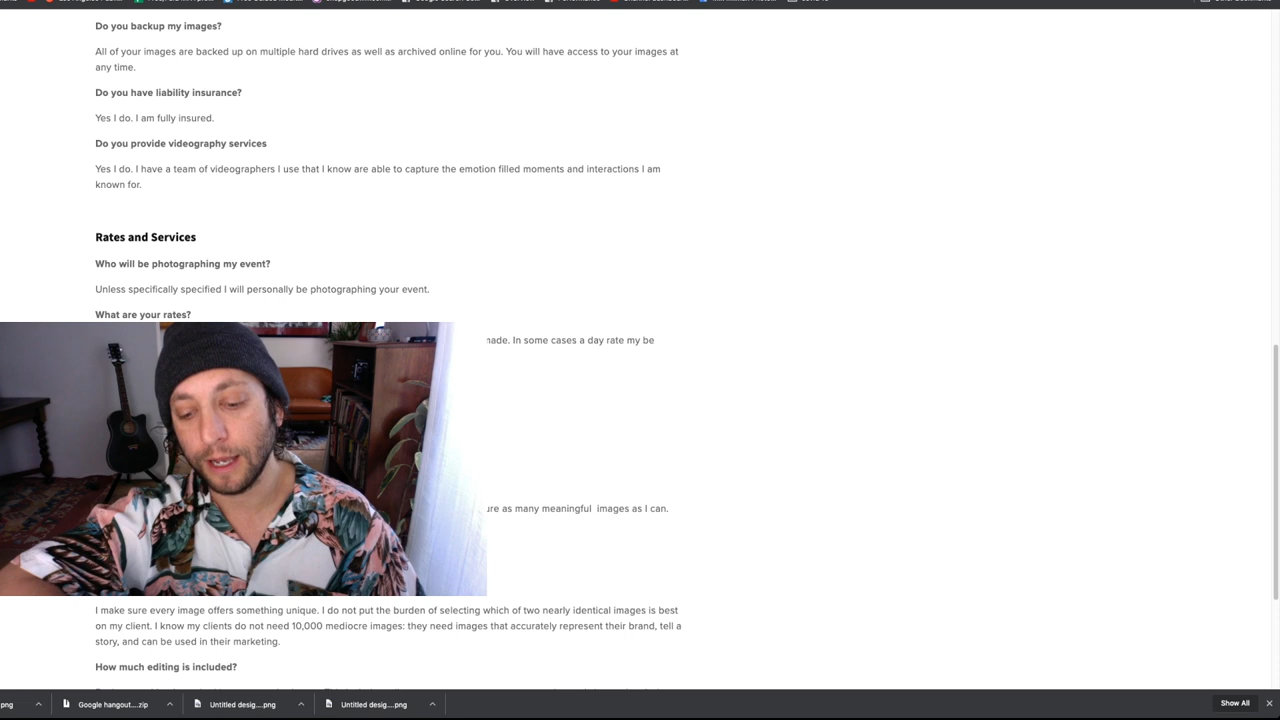 Do you backup my images?
All of your images are backed up on multiple hard drives as well as archived online for you. You will have access to your images at
any time.
Do you have liability insurance?
Yes I do. I am fully insured.
Do you provide videography services
Yes I do. I have a team of videographers I use that I know are able to capture the emotion filled moments and interactions I am
known for.
Rates and Services
Who will be photographing my event?
Unless specifically specified I will personally be photographing your event.
What are your rates?
made. In some cases a day rate my be
as many meaningful images as I can.
I make sure every image offers something unique. I do not put the burden of selecting which of two nearly identical images is best
on my client. I know my clients do not need 10,000 mediocre images: they need images that accurately represent their brand, tell a
story, and can be used in their marketing.
How much editing is included?
png
Google hangout....zip
Untitled desig....png
Untitled desig....png
Show All